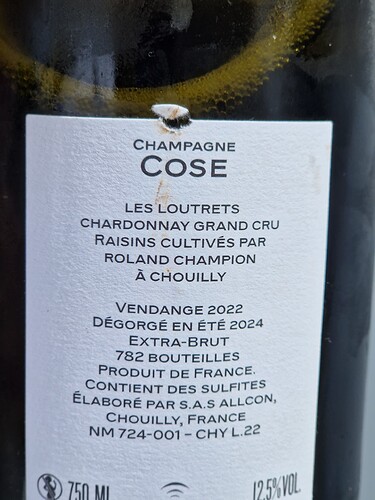 CHAMPAGNE
COSE
LES LOUTRETS
CHARDONNAY GRAND CRU
RAISINS CULTIVÉS PAR
ROLAND CHAMPION
À CHOUILLY
VENDANGE 2022
DÉGORGÉ EN ÉTÉ 2024
EXTRA-BRUT
782 BOUTEILLES
PRODUIT DE FRANCE.
CONTIENT DES SULFITES
ÉLABORÉ PAR S.A.S ALLCON,
CHOUILLY, FRANCE
NM 724-001 – CHY L.22
750 ML
12.5%VOL.